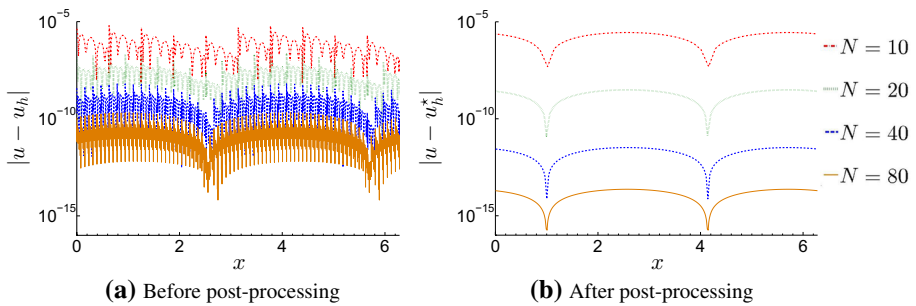 10^{-5}
10^{-10}
10^{-15}
|u − u_h|
0 2 4 6
x
(a) Before post-processing
10^{-5}
10^{-10}
10^{-15}
|u − u_h^⋆|
0 2 4 6
x
(b) After post-processing
N = 10
N = 20
N = 40
N = 80